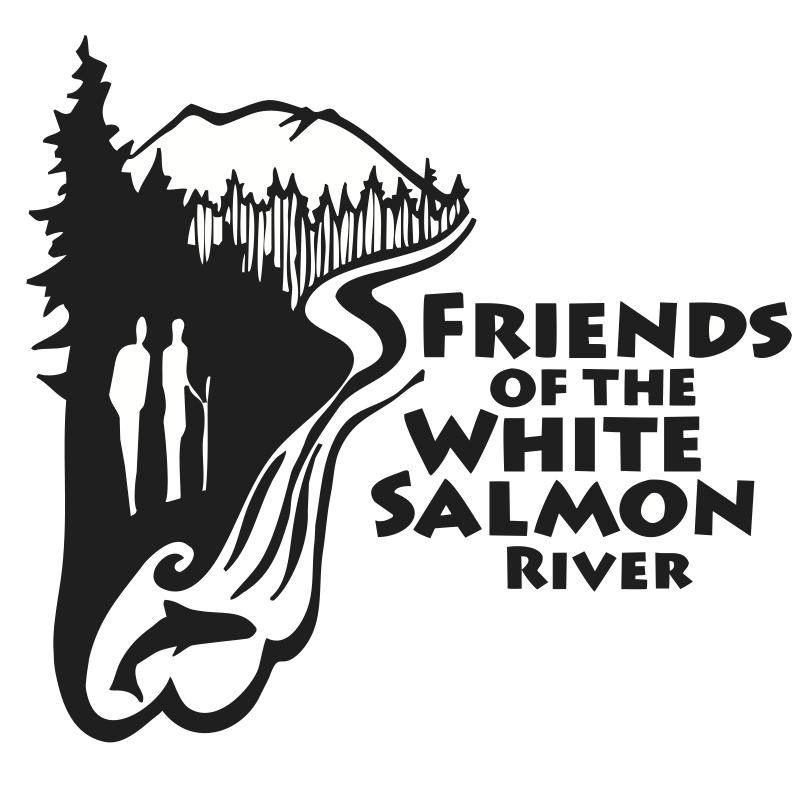 FRIENDS
OF THE
WHITE
SALMON
RIVER